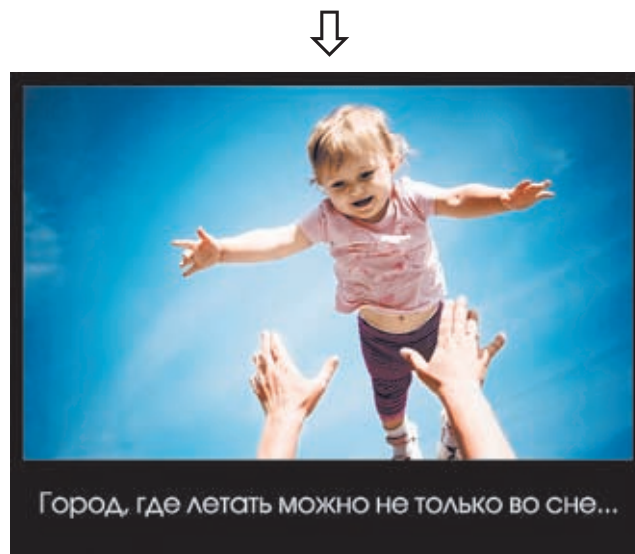 Город, где летать можно не только во сне...